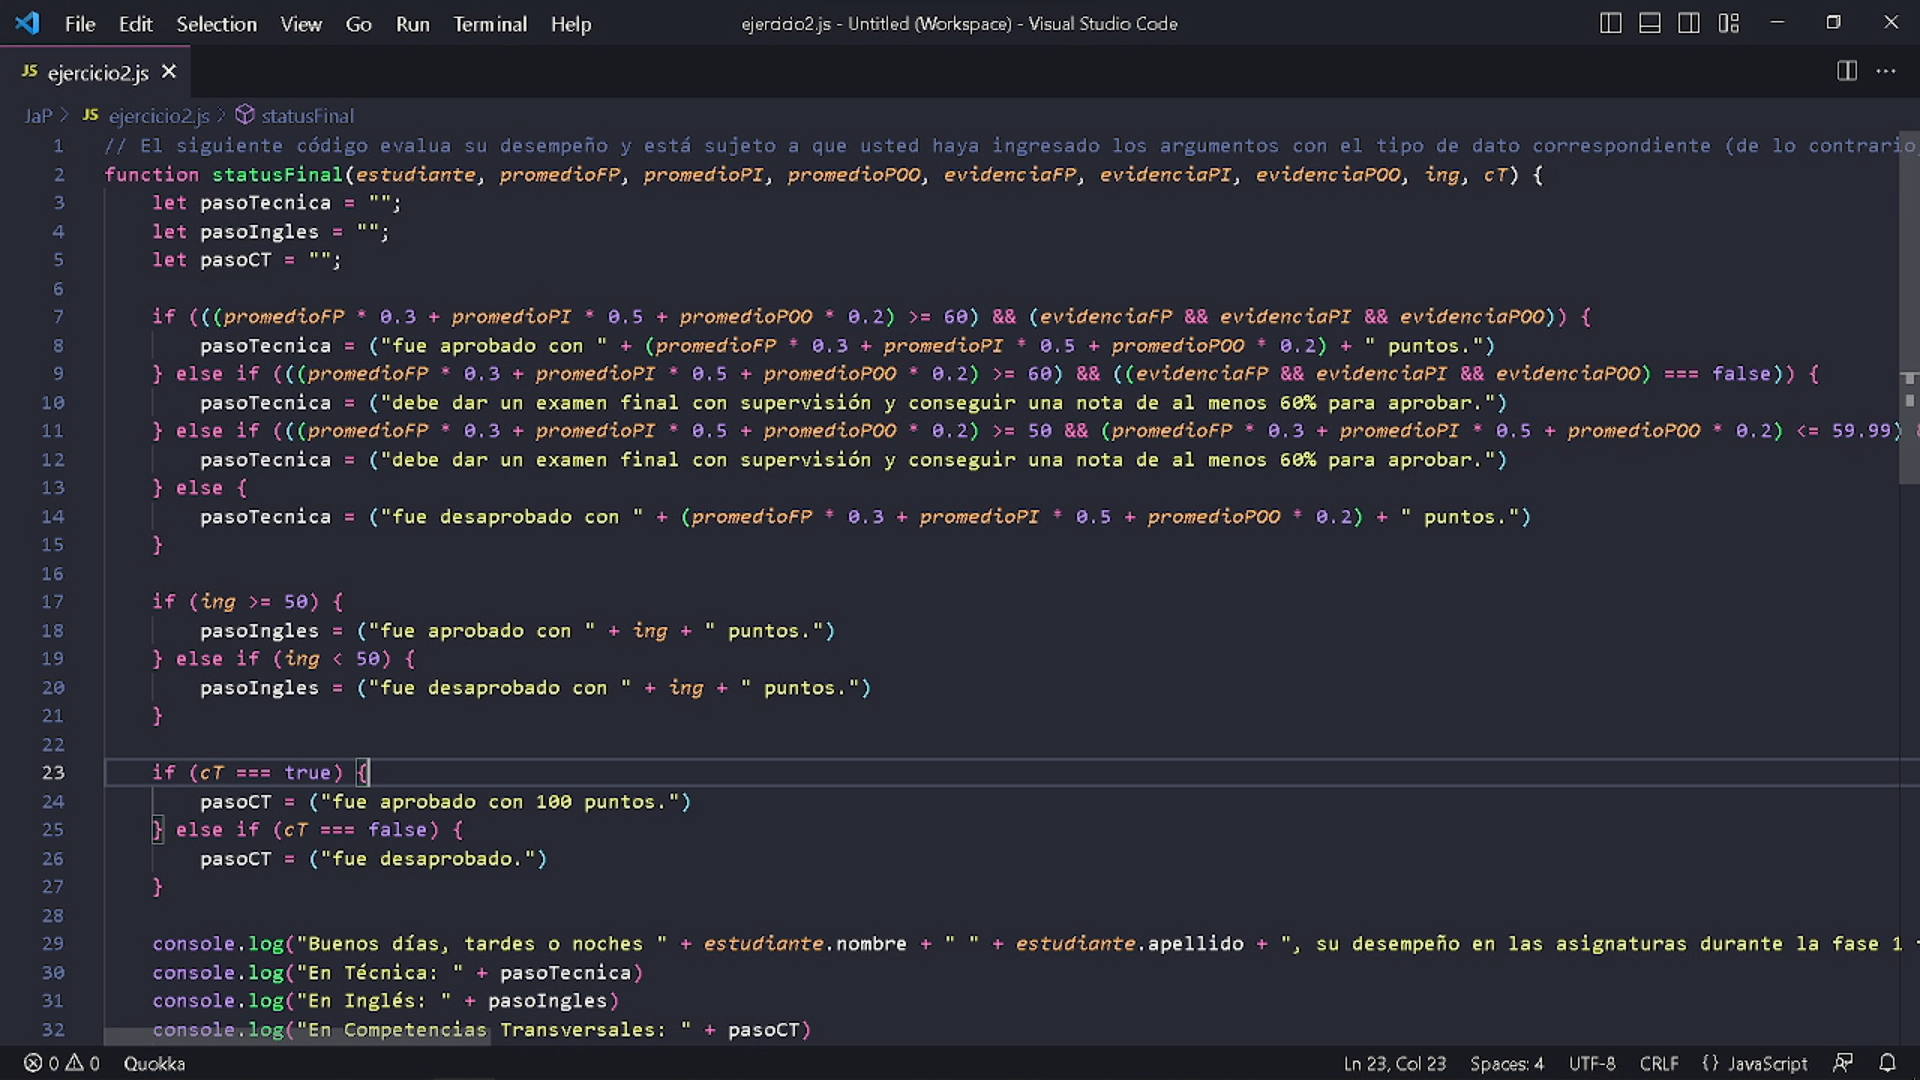 File Edit Selection View Go Run Terminal Help ejercicio2.js - Untitled (Workspace) - Visual Studio Code
JS ejercicio2.js
JaP > JS ejercicio2.js > statusFinal
1 // El siguiente código evalua su desempeño y está sujeto a que usted haya ingresado los argumentos con el tipo de dato correspondiente (de lo contrario
2 function statusFinal(estudiante, promedioFP, promedioPI, promedioPOO, evidenciaFP, evidenciaPI, evidenciaPOO, ing, cT) {
3 let pasoTecnica = "";
4 let pasoIngles = "";
5 let pasoCT = "";
6
7 if (((promedioFP * 0.3 + promedioPI * 0.5 + promedioPOO * 0.2) >= 60) && (evidenciaFP && evidenciaPI && evidenciaPOO)) {
8 pasoTecnica = ("fue aprobado con " + (promedioFP * 0.3 + promedioPI * 0.5 + promedioPOO * 0.2) + " puntos.")
9 } else if (((promedioFP * 0.3 + promedioPI * 0.5 + promedioPOO * 0.2) >= 60) && ((evidenciaFP && evidenciaPI && evidenciaPOO) === false)) {
10 pasoTecnica = ("debe dar un examen final con supervisión y conseguir una nota de al menos 60% para aprobar.")
11 } else if (((promedioFP * 0.3 + promedioPI * 0.5 + promedioPOO * 0.2) >= 50 && (promedioFP * 0.3 + promedioPI * 0.5 + promedioPOO * 0.2) <= 59.99)
12 pasoTecnica = ("debe dar un examen final con supervisión y conseguir una nota de al menos 60% para aprobar.")
13 } else {
14 pasoTecnica = ("fue desaprobado con " + (promedioFP * 0.3 + promedioPI * 0.5 + promedioPOO * 0.2) + " puntos.")
15 }
16
17 if (ing >= 50) {
18 pasoIngles = ("fue aprobado con " + ing + " puntos.")
19 } else if (ing < 50) {
20 pasoIngles = ("fue desaprobado con " + ing + " puntos.")
21 }
22
23 if (cT === true) {
24 pasoCT = ("fue aprobado con 100 puntos.")
25 } else if (cT === false) {
26 pasoCT = ("fue desaprobado.")
27 }
28
29 console.log("Buenos días, tardes o noches " + estudiante.nombre + " " + estudiante.apellido + ", su desempeño en las asignaturas durante la fase 1
30 console.log("En Técnica: " + pasoTecnica)
31 console.log("En Inglés: " + pasoIngles)
32 console.log("En Competencias Transversales: " + pasoCT)
0 0 Quokka Ln 23, Col 23 Spaces: 4 UTF-8 CRLF {} JavaScript